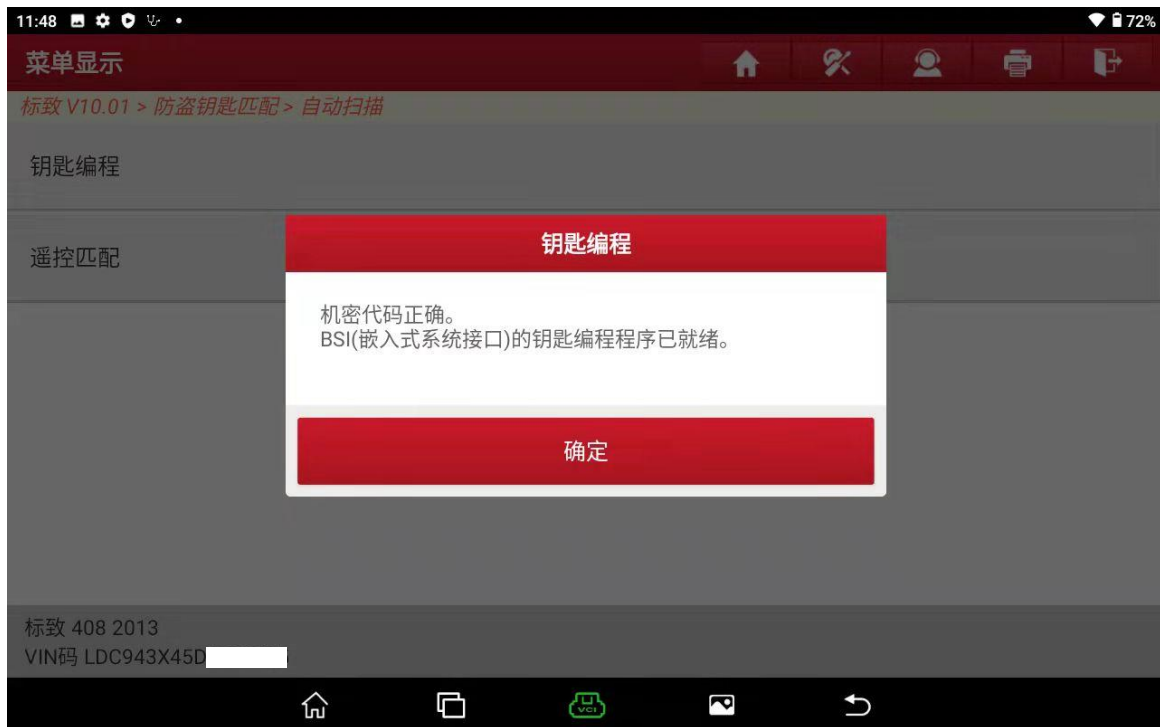 11:48
72%
菜单显示
标致 V10.01 > 防盗钥匙匹配 > 自动扫描
钥匙编程
遥控匹配
钥匙编程
机密代码正确。
BSI(嵌入式系统接口)的钥匙编程程序已就绪。
确定
标致 408 2013
VIN码 LDC943X45D
VCI